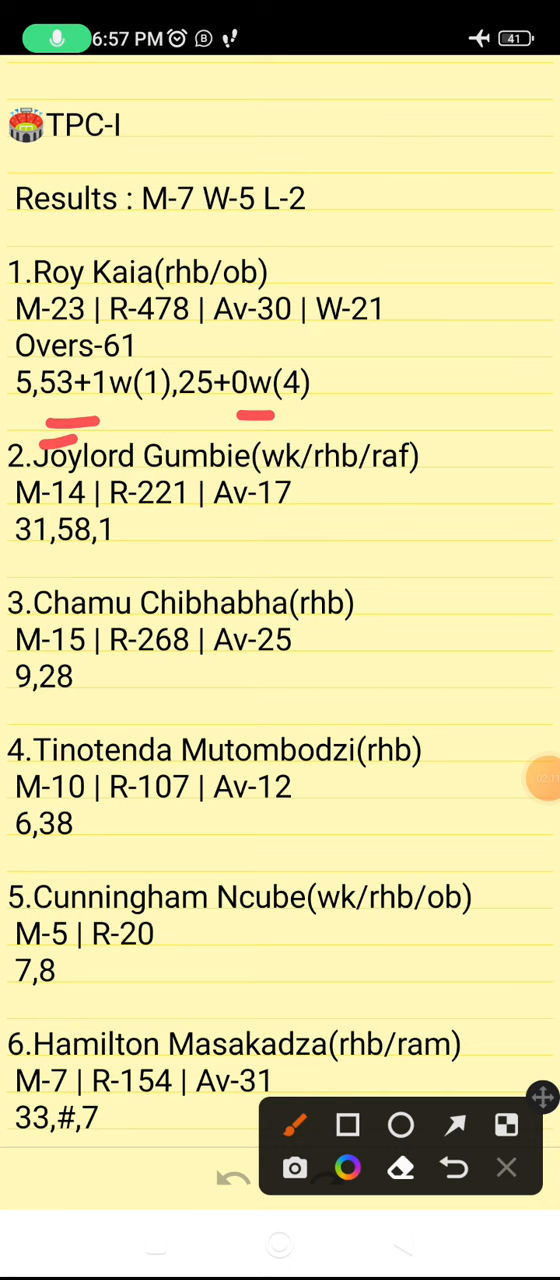 6:57 PM
41
TPC-I
Results : M-7 W-5 L-2
1.Roy Kaia(rhb/ob)
M-23 | R-478 | Av-30 | W-21
Overs-61
5,53+1w(1),25+0w(4)
2.Joylord Gumbie(wk/rhb/raf)
M-14 | R-221 | Av-17
31,58,1
3.Chamu Chibhabha(rhb)
M-15 | R-268 | Av-25
9,28
4.Tinotenda Mutombodzi(rhb)
M-10 | R-107 | Av-12
6,38
5.Cunningham Ncube(wk/rhb/ob)
M-5 | R-20
7,8
6.Hamilton Masakadza(rhb/ram)
M-7 | R-154 | Av-31
33,#,7